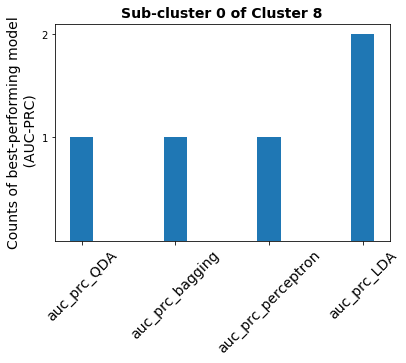 Sub-cluster 0 of Cluster 8
Counts of best-performing model
(AUC-PRC)
2
1
auc_prc_QDA
auc_prc_bagging
auc_prc_perceptron
auc_prc_LDA